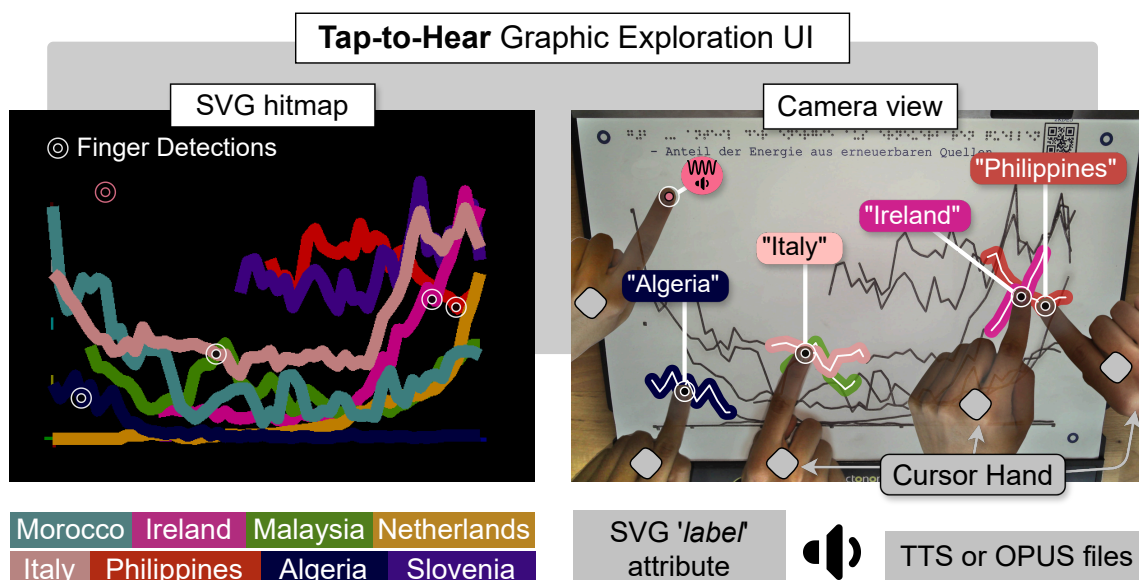 Tap-to-Hear Graphic Exploration UI
SVG hitmap
Camera view
Finger Detections
- Anteil der Energie aus erneuerbaren Quellen
"Philippines"
"Ireland"
"Italy"
"Algeria"
Cursor Hand
Morocco Ireland Malaysia Netherlands
Italy Philippines Algeria Slovenia
SVG 'label'
attribute
TTS or OPUS files